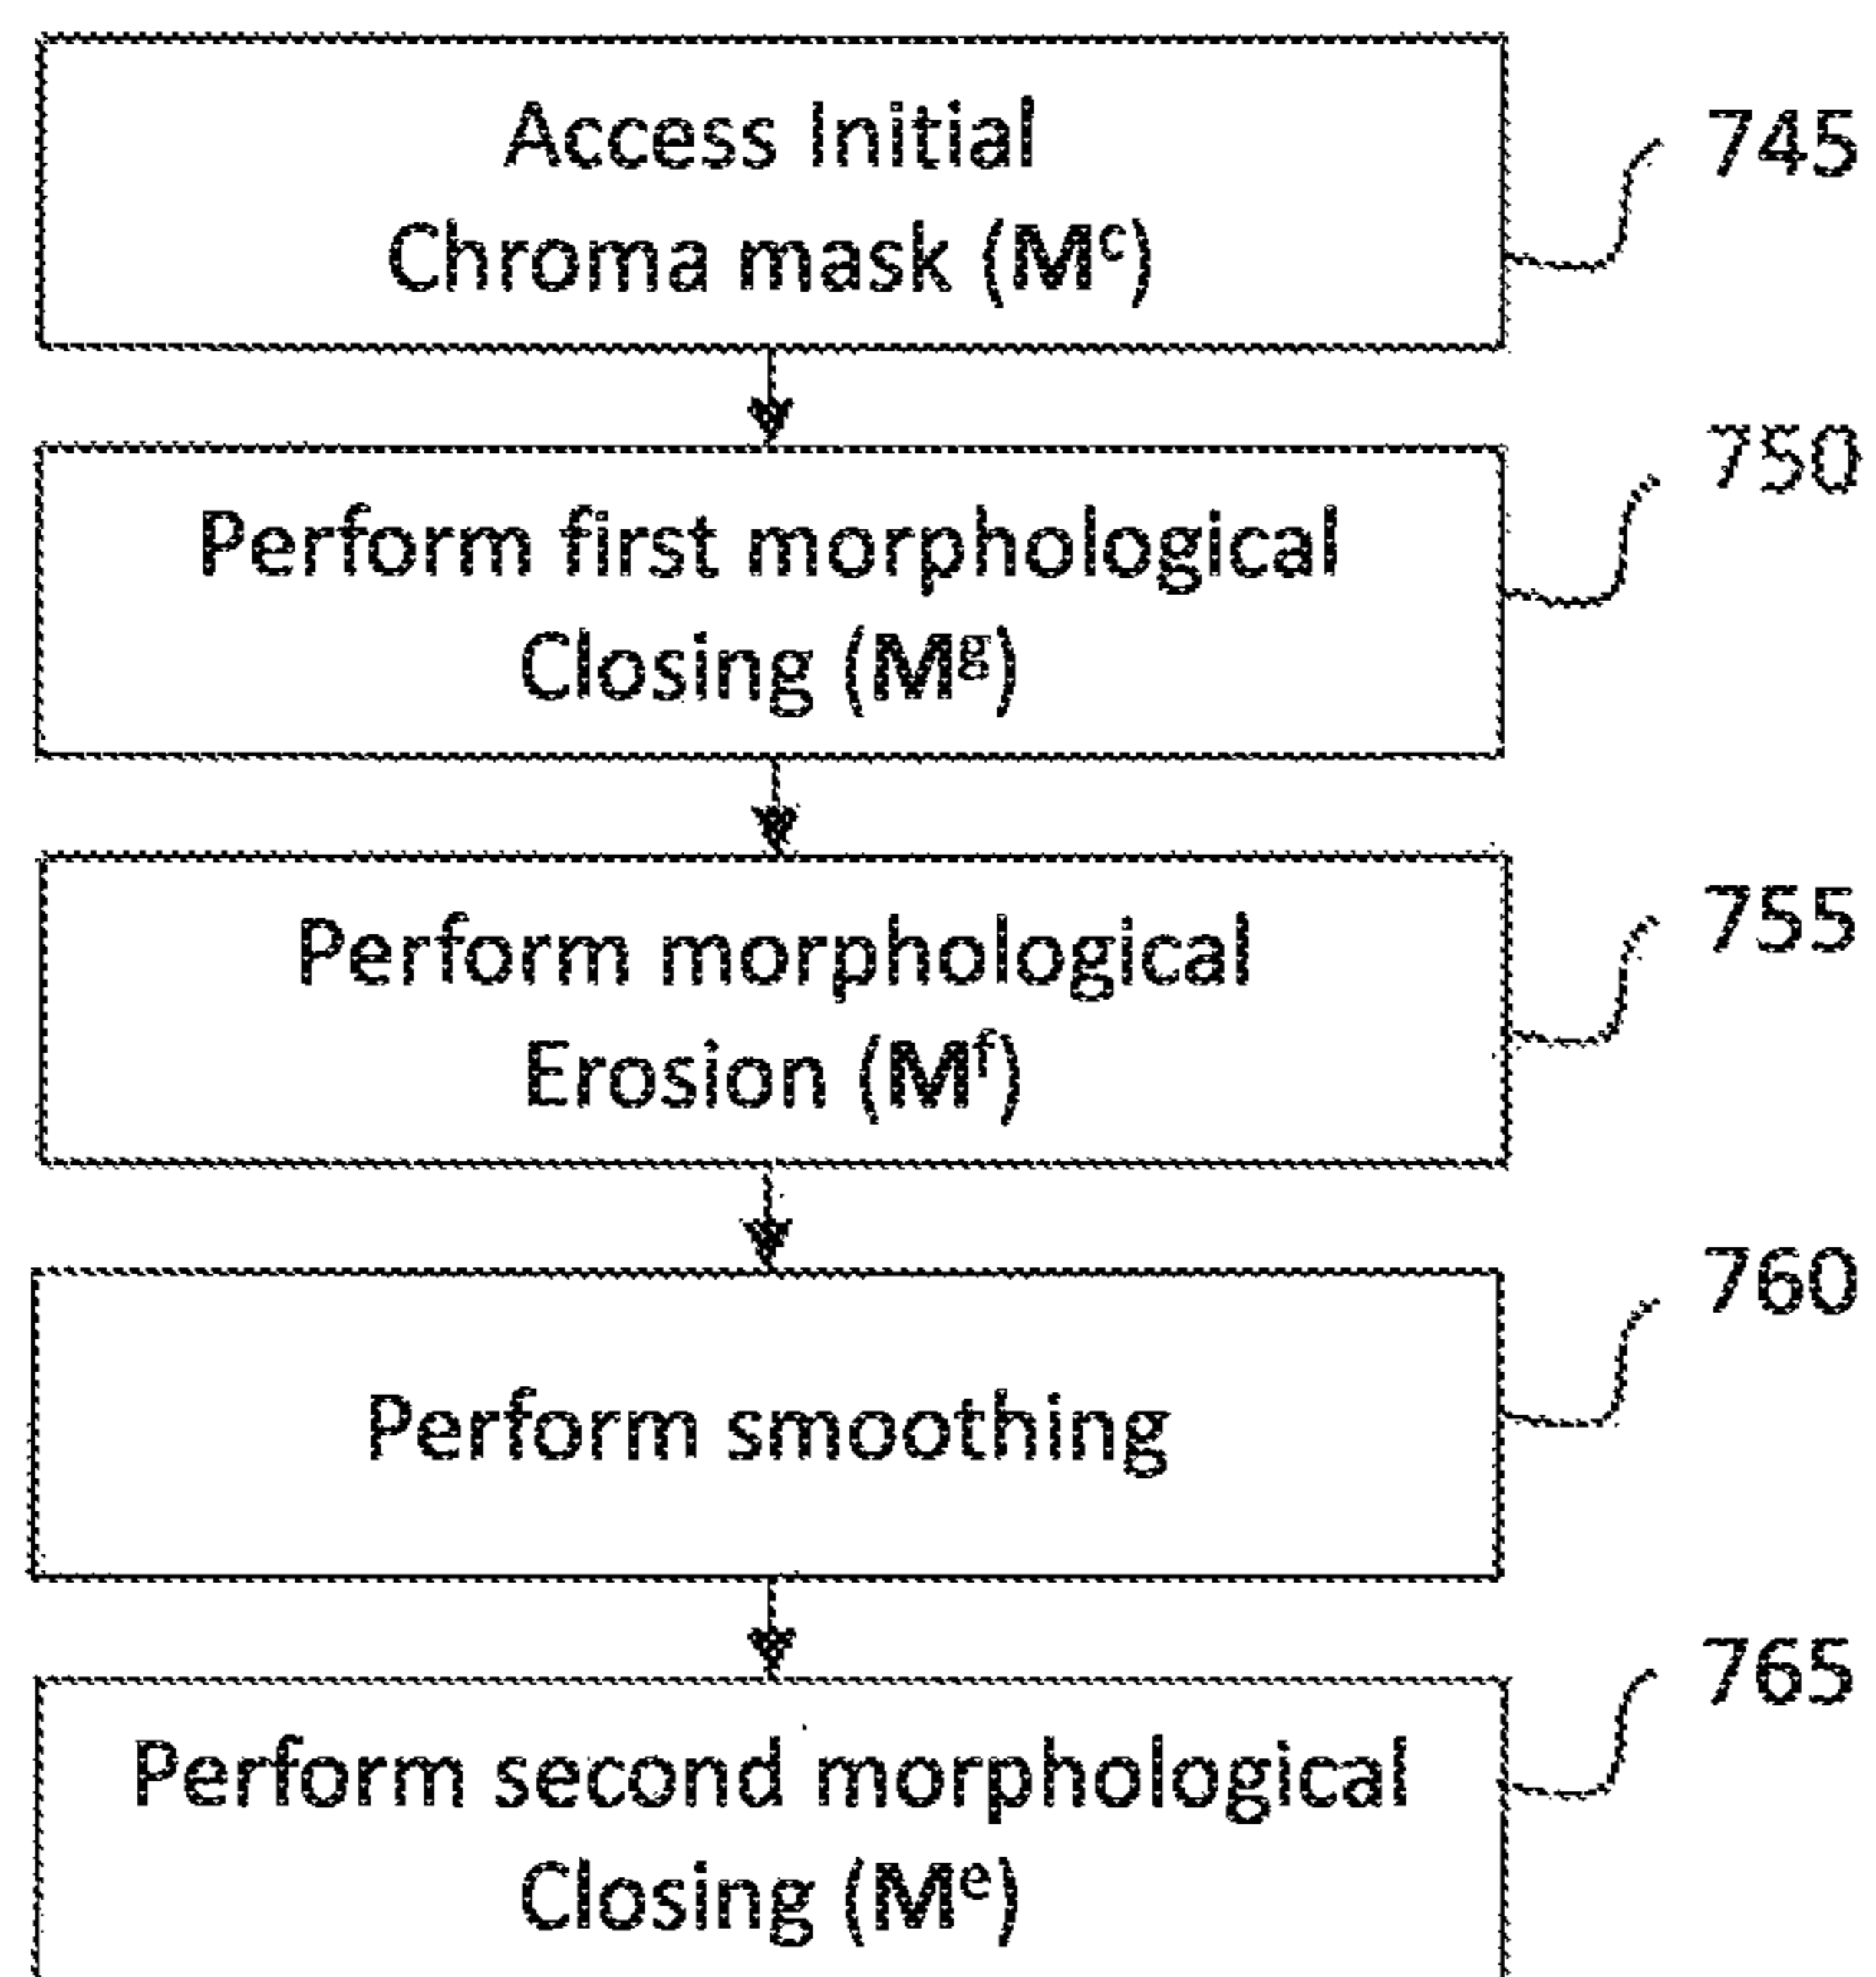 Access Initial
Chroma mask (Mᶜ)
745
Perform first morphological
Closing (Mᵍ)
750
Perform morphological
Erosion (Mᶠ)
755
Perform smoothing
760
Perform second morphological
Closing (Mᵉ)
765